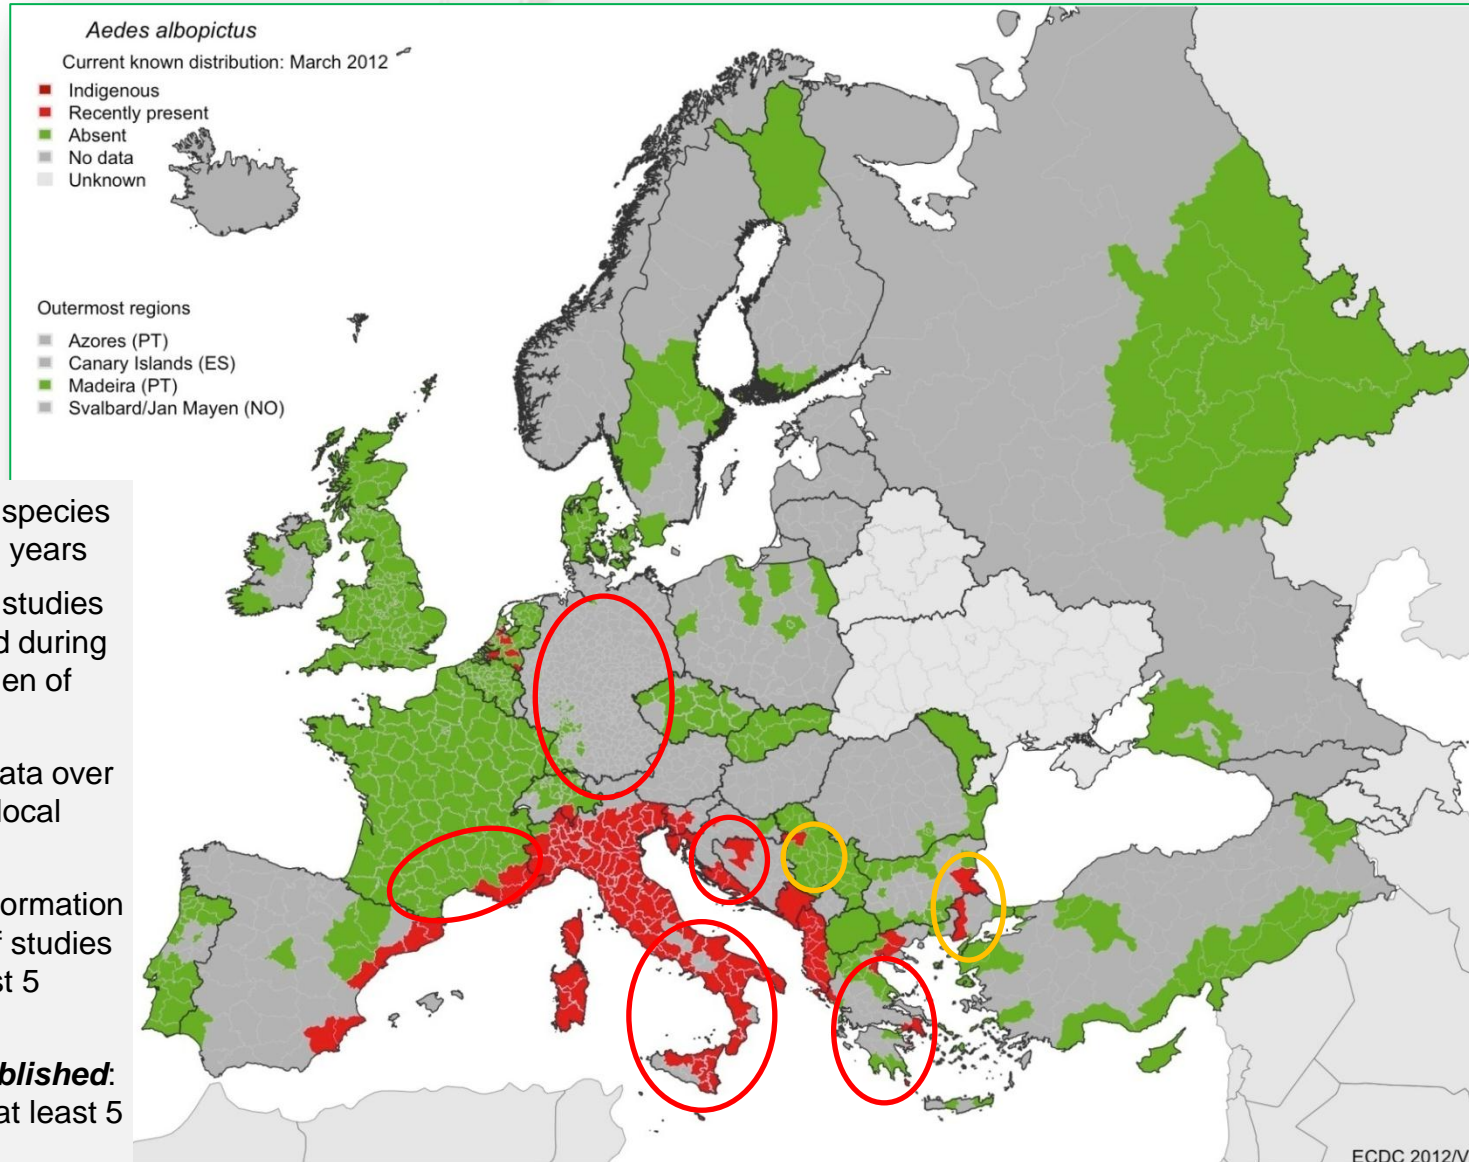 Aedes albopictus
Current known distribution: March 2012
Indigenous
Recently present
Absent
No data
Unknown
Outermost regions
Azores (PT)
Canary Islands (ES)
Madeira (PT)
Svalbard/Jan Mayen (NO)
species
years
studies
d during
en of
ata over
local
ormation
f studies
st 5
blished:
at least 5
ECDC 2012/V